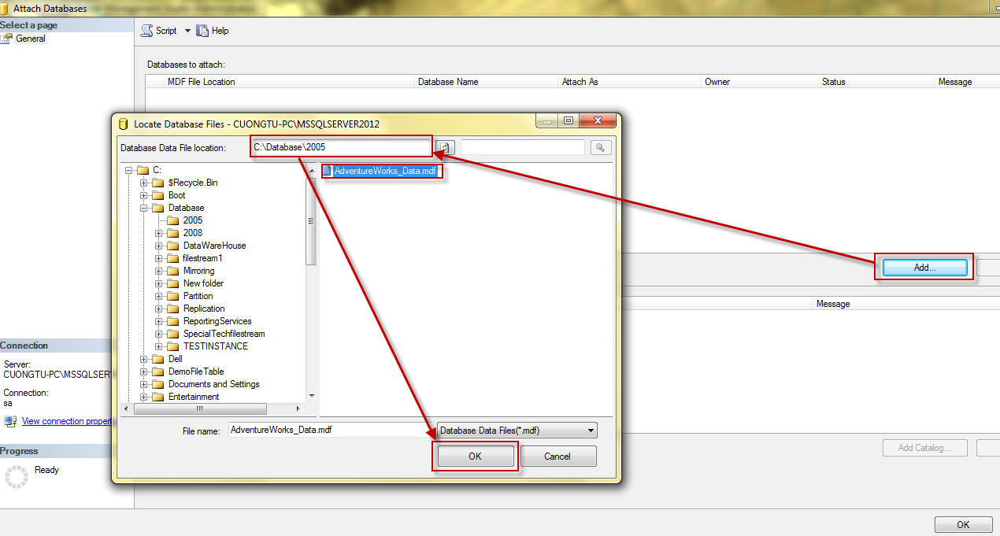 Attach Databases
Select a page
General
Script Help
Databases to attach:
MDF File Location Database Name Attach As Owner Status Message
Locate Database Files - CUONGTU-PC\MSSQLSERVER2012
Database Data File location: C:\Database\2005
C:
$Recycle.Bin
Boot
Database
2005
2008
DataWareHouse
filestream1
Mirroring
New folder
Partition
Replication
ReportingServices
SpecialTechfilestream
TESTINSTANCE
Dell
DemoFileTable
Documents and Settings
Entertainment
AdventureWorks_Data.mdf
File name: AdventureWorks_Data.mdf Database Data Files(*.mdf)
OK Cancel
Add...
Message
Connection
Server:
CUONGTU-PC\MSSQLSER
Connection:
sa
View connection propert
Progress
Ready
Add Catalog...
OK